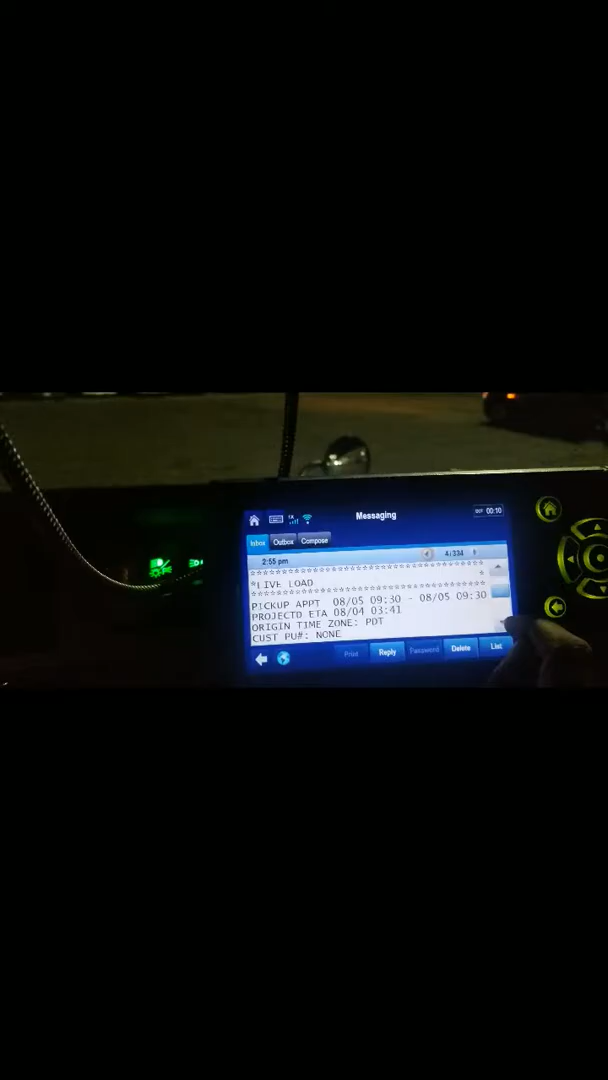 Messaging
00:10
Inbox Outbox Compose
2:55 pm 4/334
***********************************
*LIVE LOAD *
***********************************
PICKUP APPT 08/05 09:30 - 08/05 09:30
PROJECTD ETA 08/04 03:41
ORIGIN TIME ZONE: PDT
CUST PU#: NONE
Print Reply Password Delete List